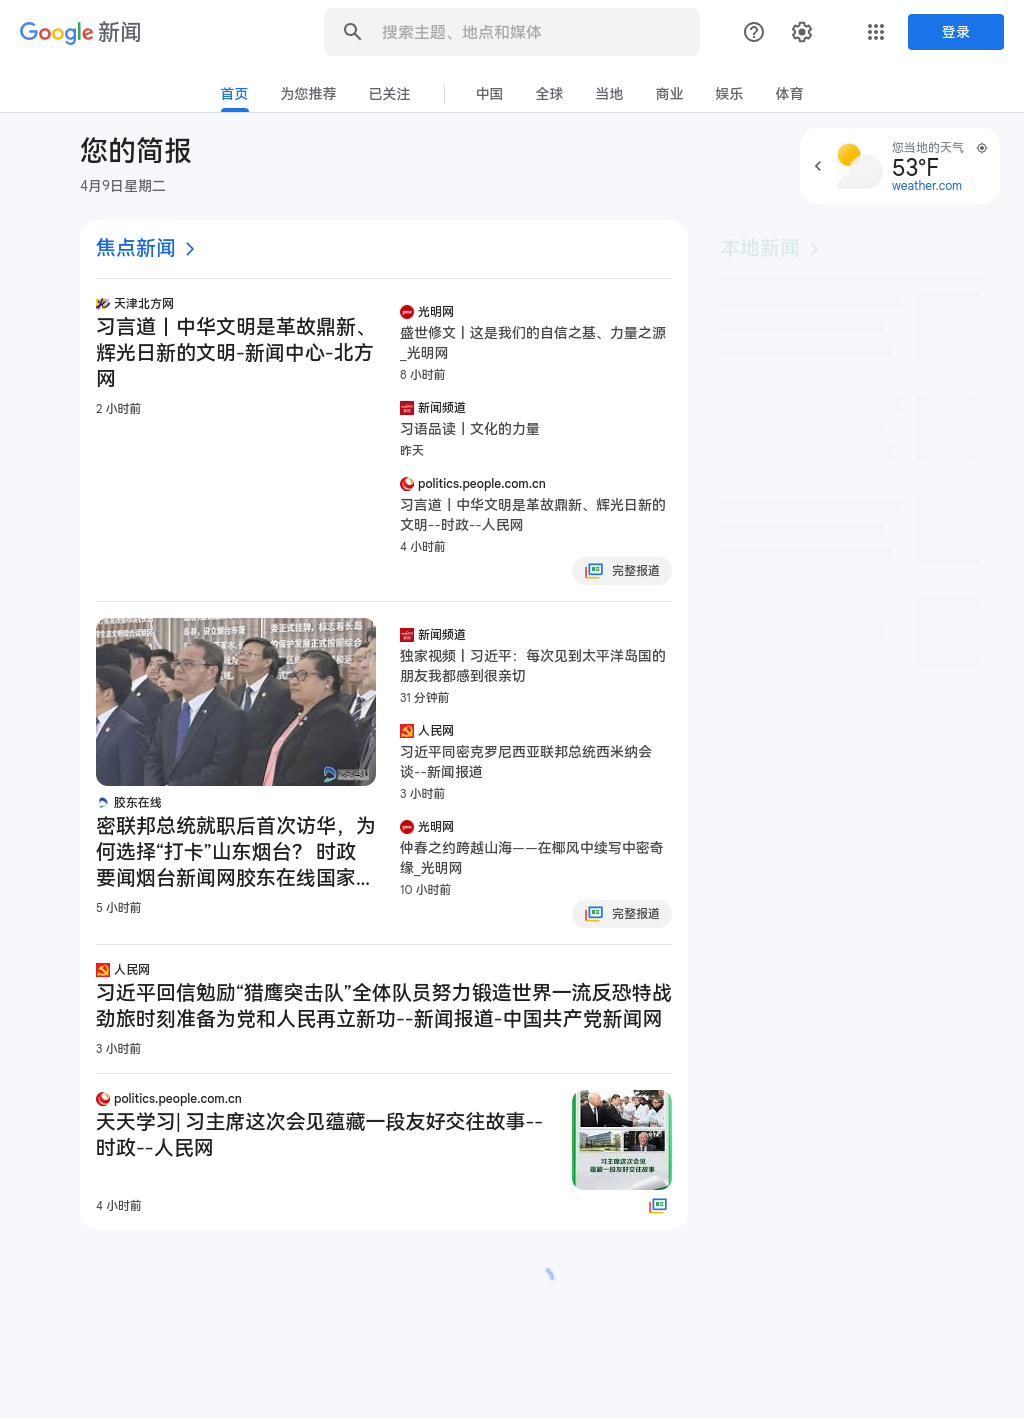 Google 新闻
搜索主题、地点和媒体
登录
首页
为您推荐
已关注
中国
全球
当地
商业
娱乐
体育
您的简报
4月9日星期二
您当地的天气
53°F
weather.com
焦点新闻
本地新闻
天津北方网
习言道丨中华文明是革故鼎新、
辉光日新的文明-新闻中心-北方
网
2 小时前
光明网
盛世修文丨这是我们的自信之基、力量之源
_光明网
8 小时前
新闻频道
习语品读丨文化的力量
昨天
politics.people.com.cn
习言道丨中华文明是革故鼎新、辉光日新的
文明--时政--人民网
4 小时前
完整报道
胶东在线
密联邦总统就职后首次访华，为
何选择“打卡”山东烟台？ 时政
要闻烟台新闻网胶东在线国家...
5 小时前
新闻频道
独家视频丨习近平：每次见到太平洋岛国的
朋友我都感到很亲切
31 分钟前
人民网
习近平同密克罗尼西亚联邦总统西米纳会
谈--新闻报道
3 小时前
光明网
仲春之约跨越山海——在椰风中续写中密奇
缘_光明网
10 小时前
完整报道
人民网
习近平回信勉励“猎鹰突击队”全体队员努力锻造世界一流反恐特战
劲旅时刻准备为党和人民再立新功--新闻报道-中国共产党新闻网
3 小时前
politics.people.com.cn
天天学习| 习主席这次会见蕴藏一段友好交往故事--
时政--人民网
4 小时前
习主席这次会见
蕴藏一段友好交往故事